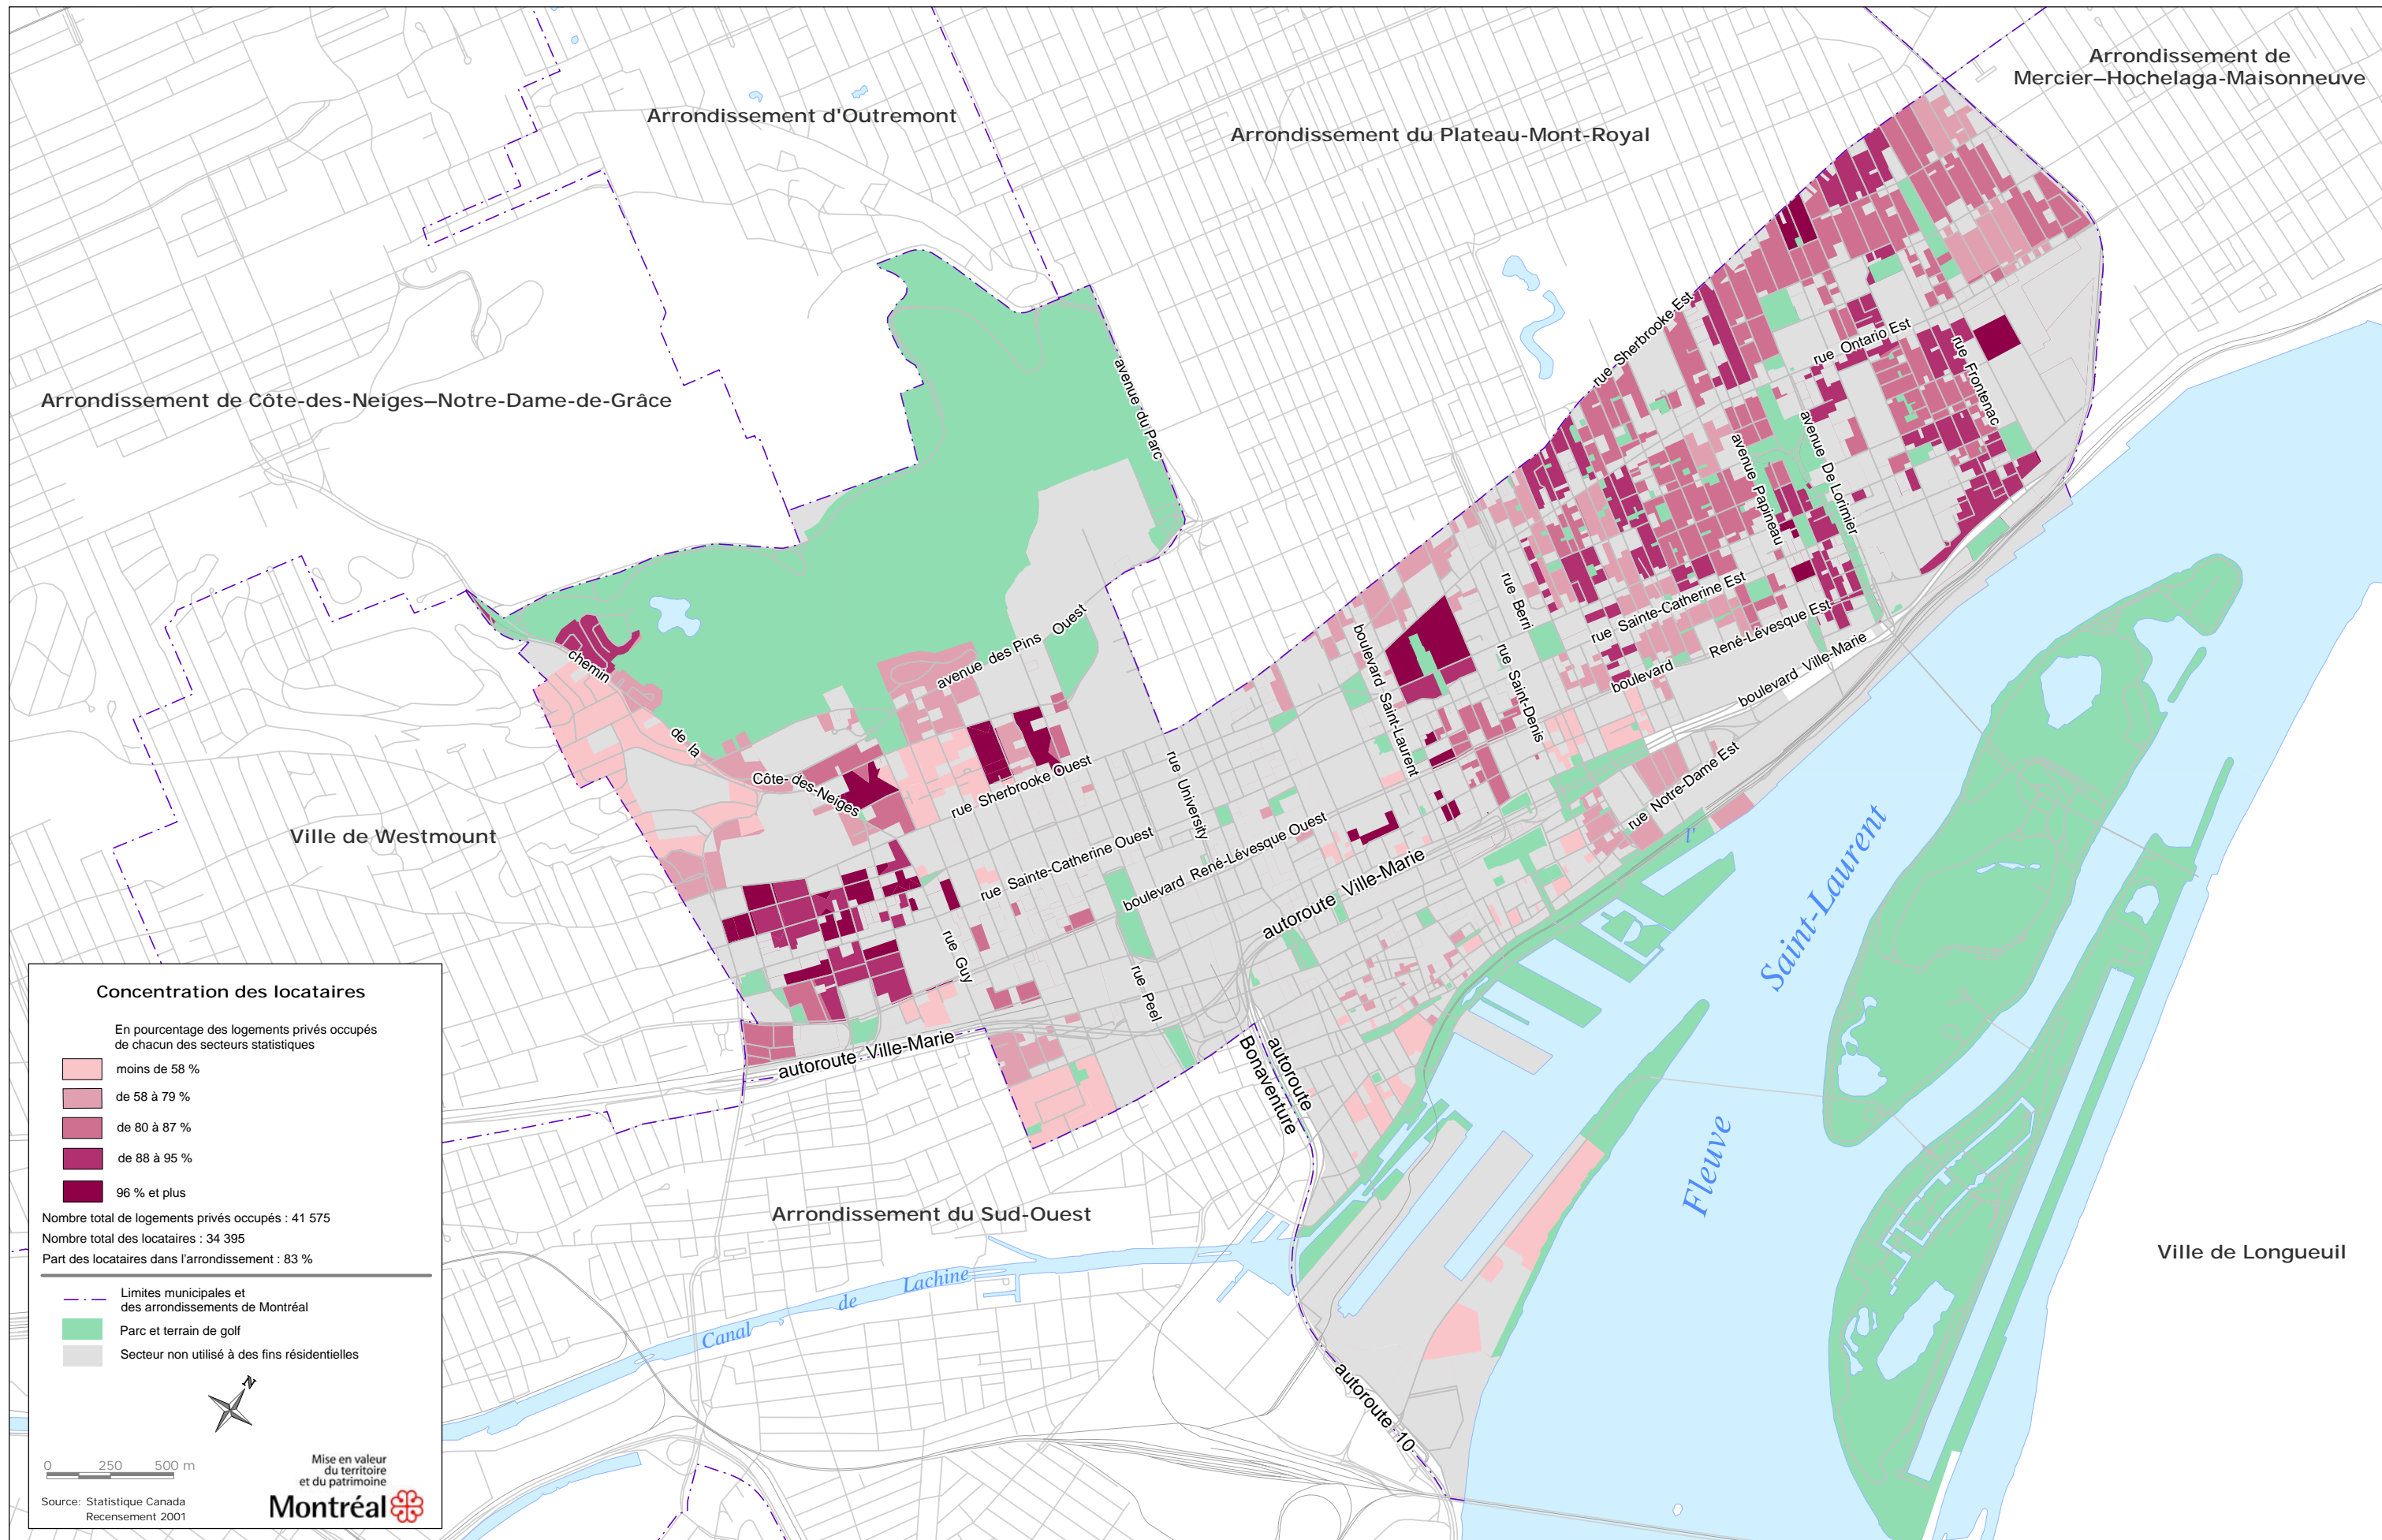 Arrondissement de
Mercier–Hochelaga-Maisonneuve
Arrondissement d'Outremont
Arrondissement du Plateau-Mont-Royal
Arrondissement de Côte-des-Neiges–Notre-Dame-de-Grâce
avenue du Parc
rue Sherbrooke Est
rue Ontario Est
rue Frontenac
avenue De Lorimier
avenue Papineau
rue Berri
rue Sainte-Catherine Est
boulevard René-Lévesque Est
boulevard Ville-Marie
rue Saint-Denis
boulevard Saint-Laurent
avenue des Pins Ouest
chemin de la Côte-des-Neiges
rue Sherbrooke Ouest
rue University
rue Notre-Dame Est
rue Sainte-Catherine Ouest
boulevard René-Lévesque Ouest
autoroute Ville-Marie
rue Guy
rue Peel
autoroute Ville-Marie
autoroute
Bonaventure
autoroute 10
Ville de Westmount
Arrondissement du Sud-Ouest
Ville de Longueuil
Fleuve Saint-Laurent
l'
Canal de Lachine
Concentration des locataires
En pourcentage des logements privés occupés
de chacun des secteurs statistiques
moins de 58 %
de 58 à 79 %
de 80 à 87 %
de 88 à 95 %
96 % et plus
Nombre total de logements privés occupés : 41 575
Nombre total des locataires : 34 395
Part des locataires dans l'arrondissement : 83 %
Limites municipales et
des arrondissements de Montréal
Parc et terrain de golf
Secteur non utilisé à des fins résidentielles
N
0 250 500 m
Source: Statistique Canada
Recensement 2001
Mise en valeur
du territoire
et du patrimoine
Montréal